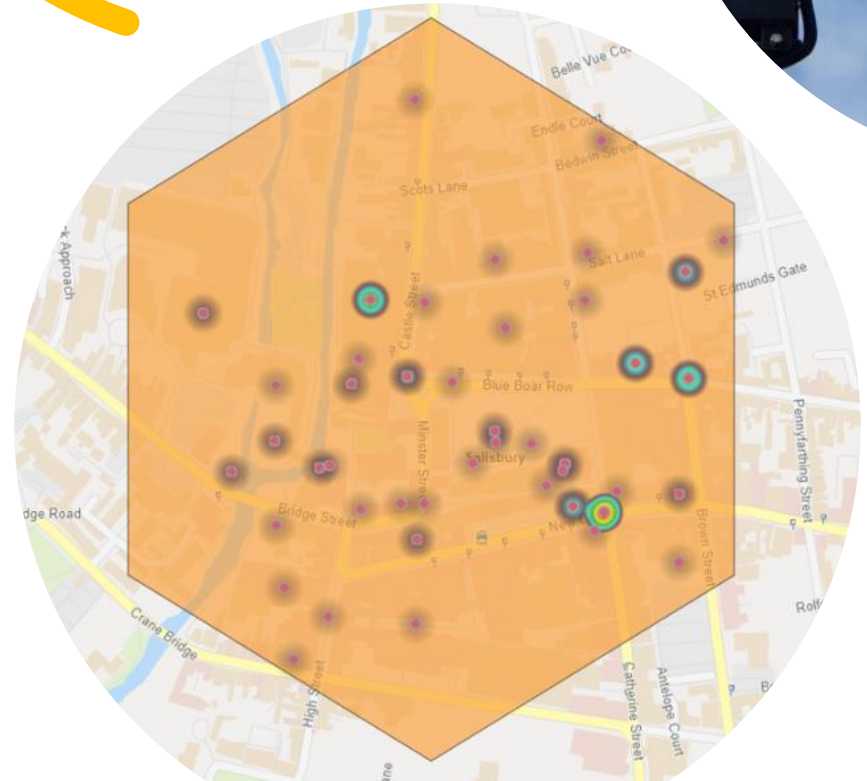 Belle Vue
Endle Court
Bedwin Street
Scots Lane
Salt Lane
St Edmunds Gate
k Approach
Castle Street
Blue Boar Row
Minster Street
Salisbury
Pennyfarthing Street
Bridge Street
dge Road
Brown Street
Crane Bridge
High Street
Catherine Street
Antelope Court